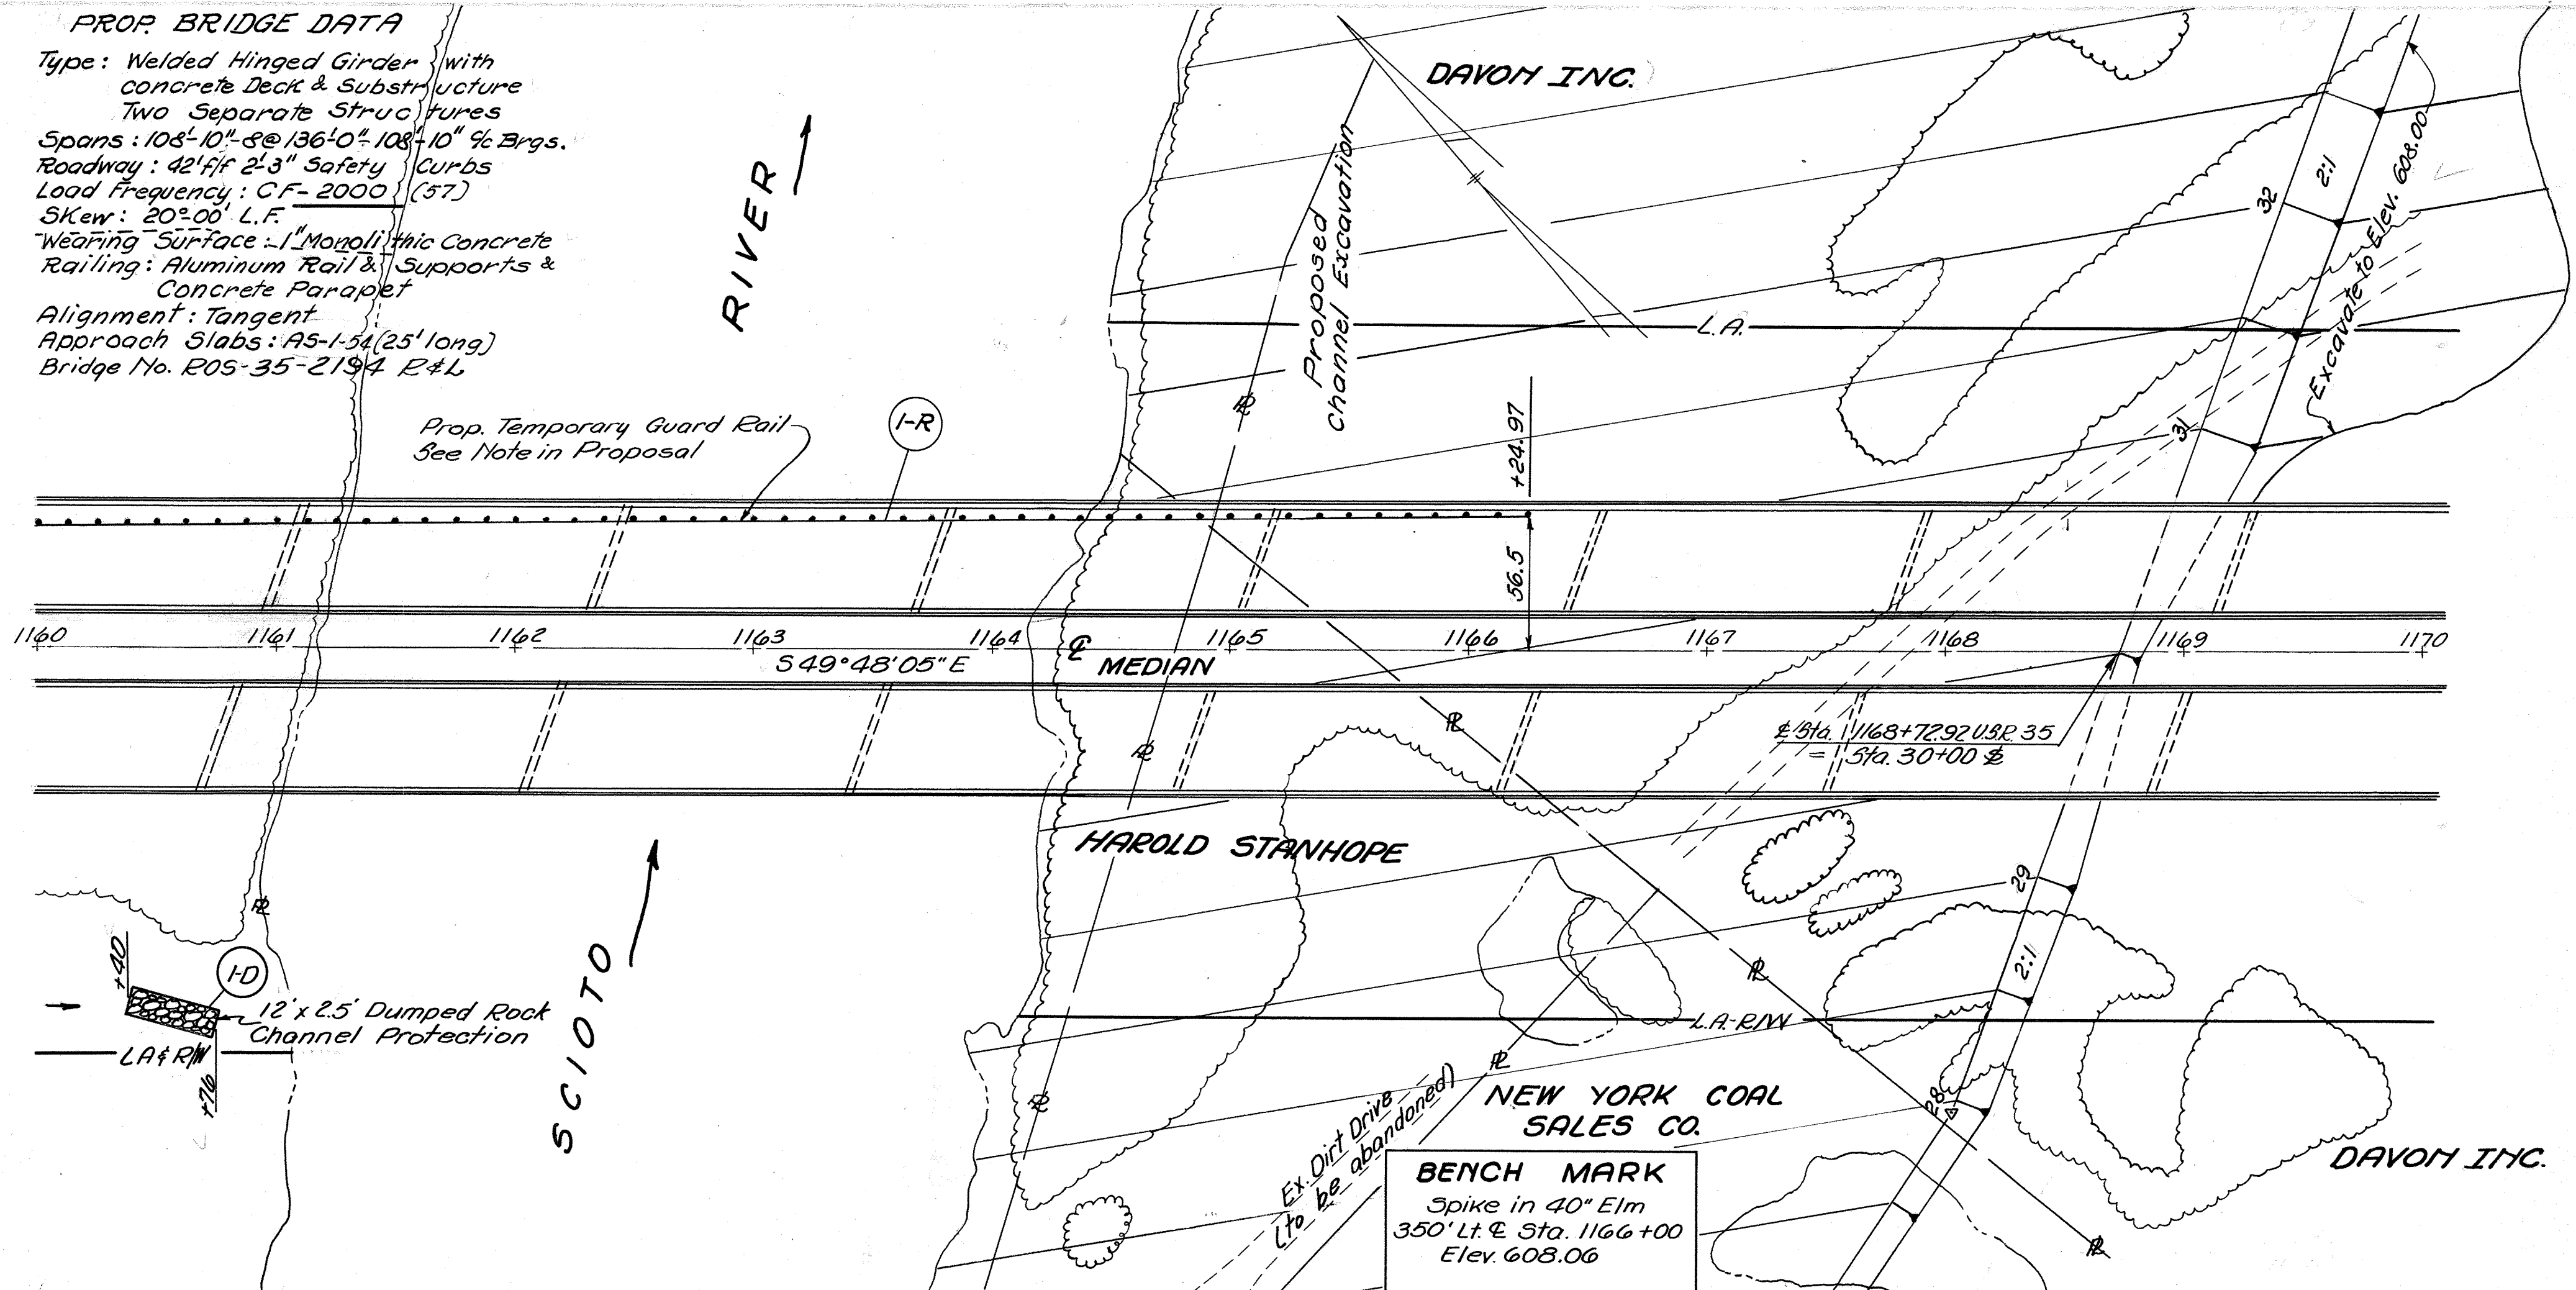 PROP. BRIDGE DATA
Type: Welded Hinged Girder with
concrete Deck & Substructure
Two Separate Structures
Spans: 108'-10"-8@136'-0"-108'-10" c/c Brgs.
Roadway: 42' f/f 2'-3" Safety Curbs
Load Frequency: CF-2000 (57)
Skew: 20°-00' L.F.
Wearing Surface: 1" Monolithic Concrete
Railing: Aluminum Rail & Supports &
Concrete Parapet
Alignment: Tangent
Approach Slabs: AS-1-54 (25' long)
Bridge No. ROS-35-2194 R&L
RIVER
DAVON INC.
Proposed
Channel Excavation
L.A.
32
2:1
Excavate to Elev. 608.00
31
Prop. Temporary Guard Rail
See Note in Proposal
1-R
℄
+24.97
56.5
1160
1161
1162
1163
1164
1165
1166
1167
1168
1169
1170
S 49°48'05" E
℄ MEDIAN
℄ Sta. 1168+72.92 U.S.R. 35
= Sta. 30+00 ℄
HAROLD STANHOPE
29
2:1
28
+40
1-D
12' x 2.5' Dumped Rock
Channel Protection
LA & R/W
+76
SCIOTO
L.A.-R/W
Ex. Dirt Drive
(to be abandoned)
NEW YORK COAL
SALES CO.
BENCH MARK
Spike in 40" Elm
350' Lt. ℄ Sta. 1166+00
Elev. 608.06
DAVON INC.